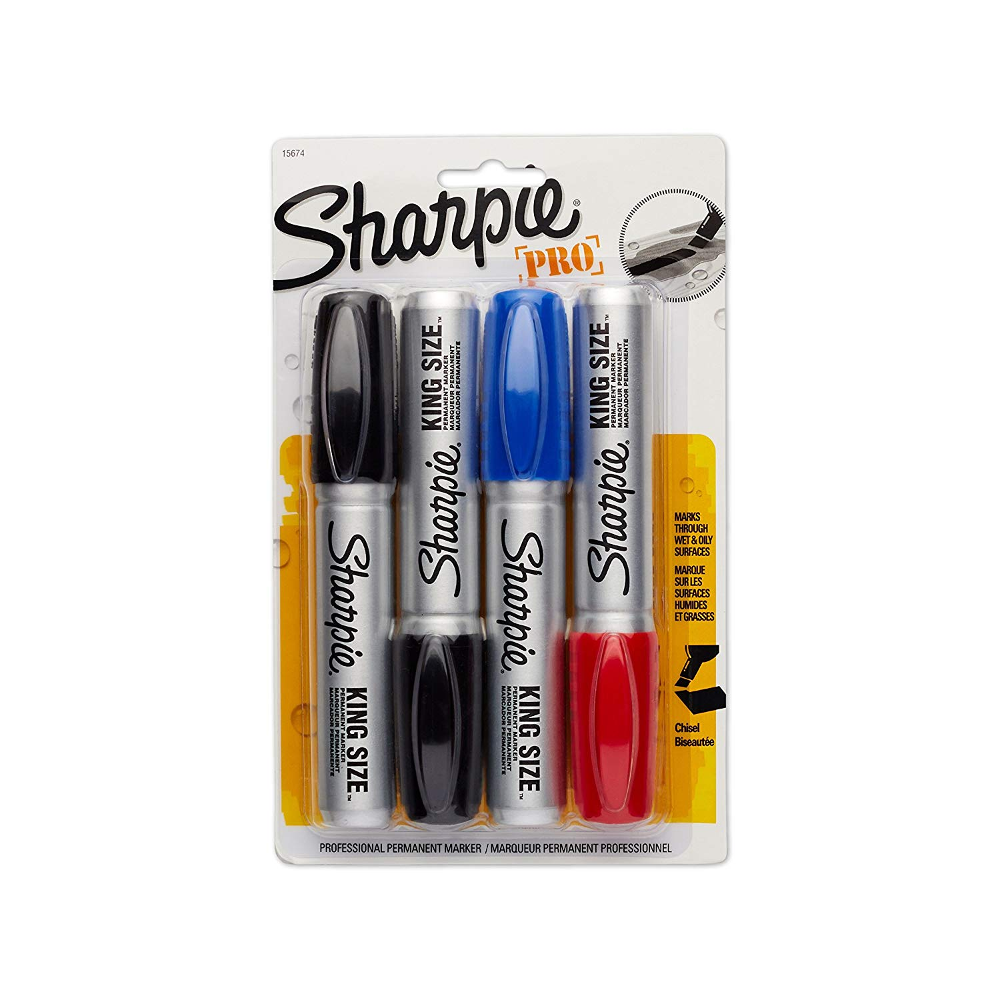 15674
Sharpie®
PRO
KING SIZE™
PERMANENT MARKER
MARQUEUR PERMANENT
MARCADOR PERMANENTE
Sharpie®
KING SIZE™
PERMANENT MARKER
MARQUEUR PERMANENT
MARCADOR PERMANENTE
Sharpie®
Sharpie®
KING SIZE™
PERMANENT MARKER
MARQUEUR PERMANENT
MARCADOR PERMANENTE
Sharpie®
KING SIZE™
PERMANENT MARKER
MARQUEUR PERMANENT
MARCADOR PERMANENTE
MARKS
THROUGH
WET & OILY
SURFACES
MARQUE
SUR LES
SURFACES
HUMIDES
ET GRASSES
Chisel
Biseautée
PROFESSIONAL PERMANENT MARKER / MARQUEUR PERMANENT PROFESSIONNEL